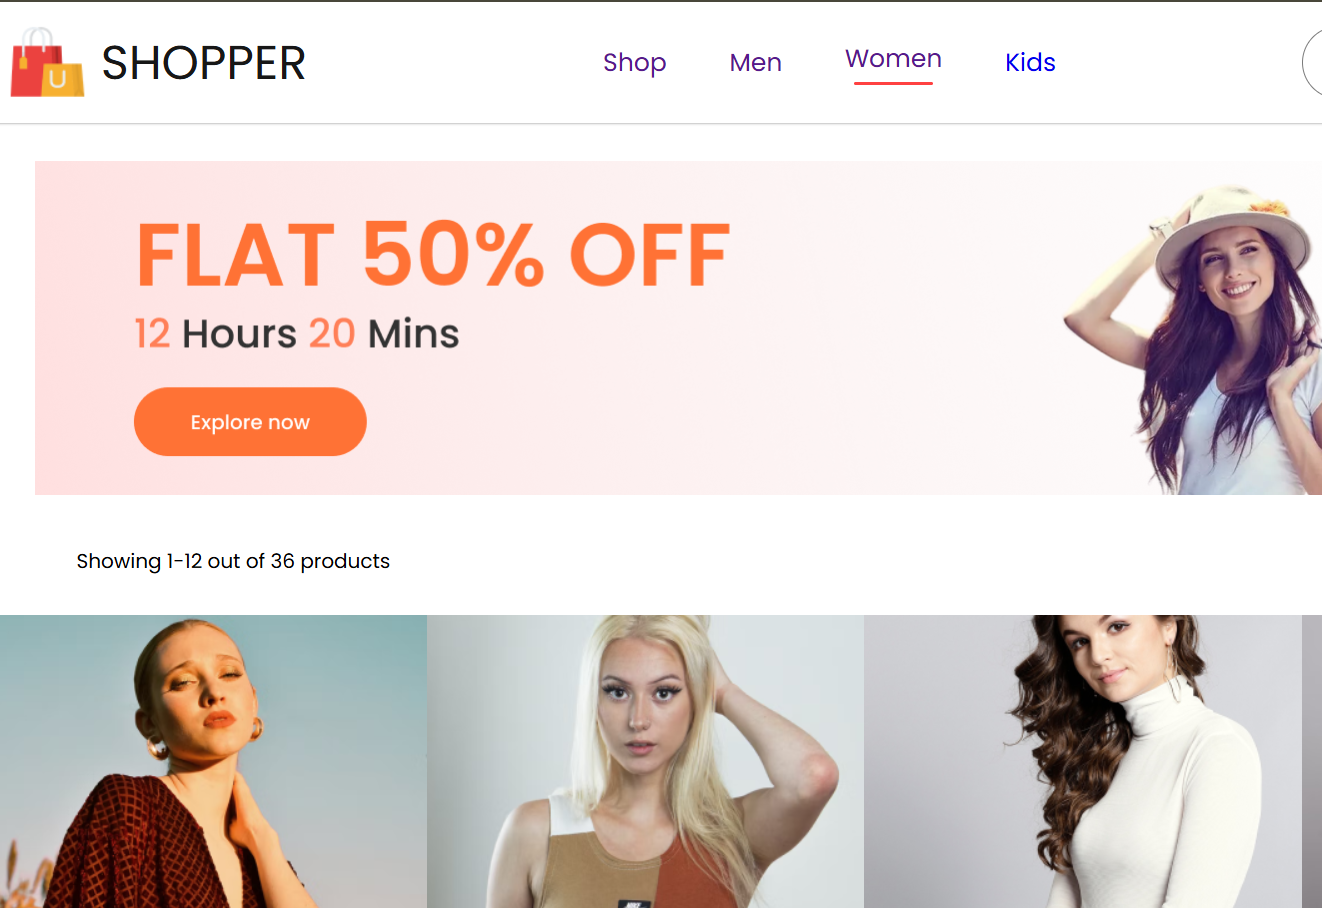 U
SHOPPER
Shop
Men
Women
Kids
FLAT 50% OFF
12 Hours 20 Mins
Explore now
Showing 1-12 out of 36 products
NIKE